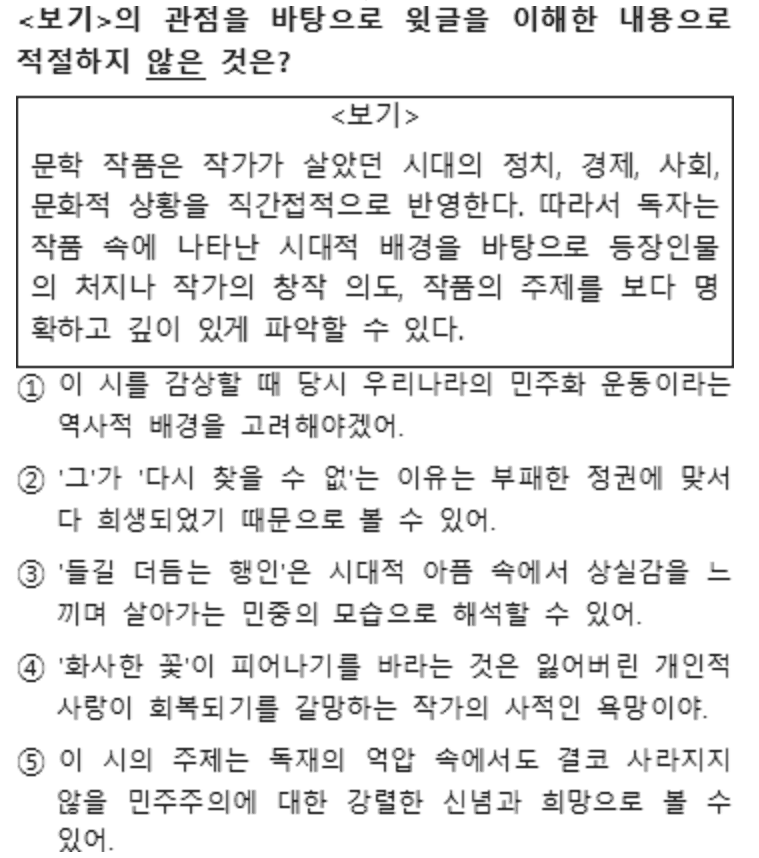 <보기>의 관점을 바탕으로 윗글을 이해한 내용으로
적절하지 않은 것은?
<보기>
문학 작품은 작가가 살았던 시대의 정치, 경제, 사회,
문화적 상황을 직간접적으로 반영한다. 따라서 독자는
작품 속에 나타난 시대적 배경을 바탕으로 등장인물
의 처지나 작가의 창작 의도, 작품의 주제를 보다 명
확하고 깊이 있게 파악할 수 있다.
① 이 시를 감상할 때 당시 우리나라의 민주화 운동이라는
역사적 배경을 고려해야겠어.
② '그'가 '다시 찾을 수 없'는 이유는 부패한 정권에 맞서
다 희생되었기 때문으로 볼 수 있어.
③ '들길 더듬는 행인'은 시대적 아픔 속에서 상실감을 느
끼며 살아가는 민중의 모습으로 해석할 수 있어.
④ '화사한 꽃'이 피어나기를 바라는 것은 잃어버린 개인적
사랑이 회복되기를 갈망하는 작가의 사적인 욕망이야.
⑤ 이 시의 주제는 독재의 억압 속에서도 결코 사라지지
않을 민주주의에 대한 강렬한 신념과 희망으로 볼 수
있어.